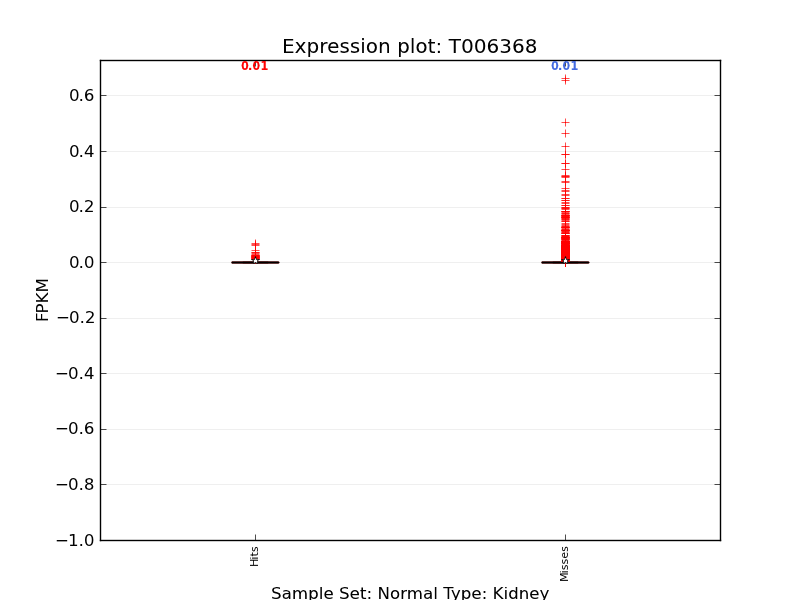 Expression plot: T006368
0.01
0.01
0.6
0.4
0.2
0.0
−0.2
−0.4
−0.6
−0.8
−1.0
FPKM
Hits
Misses
Sample Set: Normal Type: Kidney